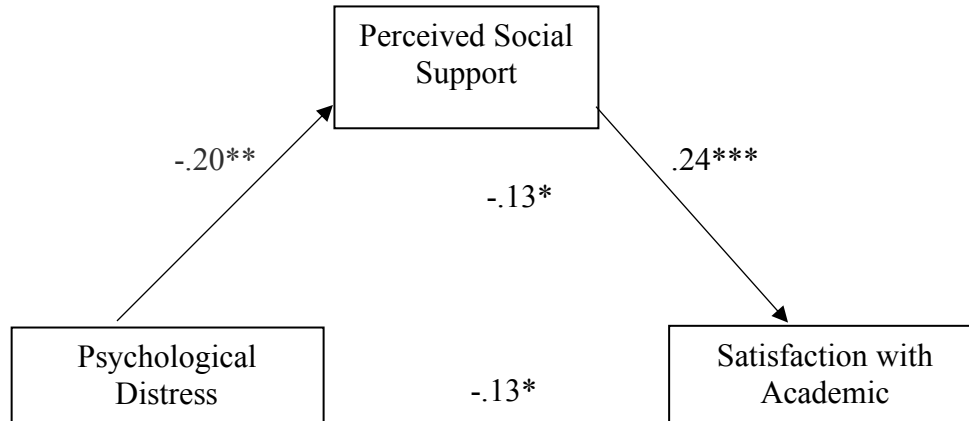 Perceived Social
Support
-.20**
.24***
-.13*
Psychological
Distress
Satisfaction with
Academic
-.13*